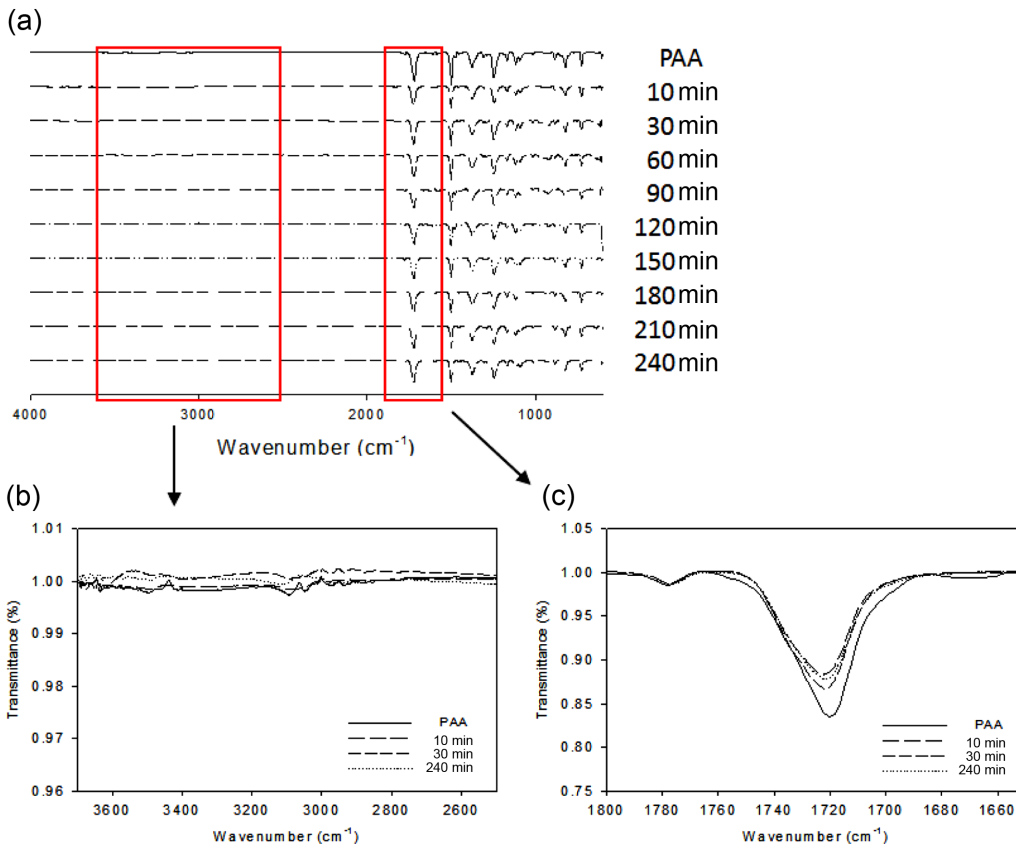 (a)
PAA
10 min
30 min
60 min
90 min
120 min
150 min
180 min
210 min
240 min
4000 3000 2000 1000
Wavenumber (cm-1)
(b)
1.01
1.00
0.99
0.98
0.97
0.96
Transmittance (%)
PAA
10 min
30 min
240 min
3600 3400 3200 3000 2800 2600
Wavenumber (cm-1)
(c)
1.05
1.00
0.95
0.90
0.85
0.80
0.75
Transmittance (%)
PAA
10 min
30 min
240 min
1800 1780 1760 1740 1720 1700 1680 1660
Wavenumber (cm-1)